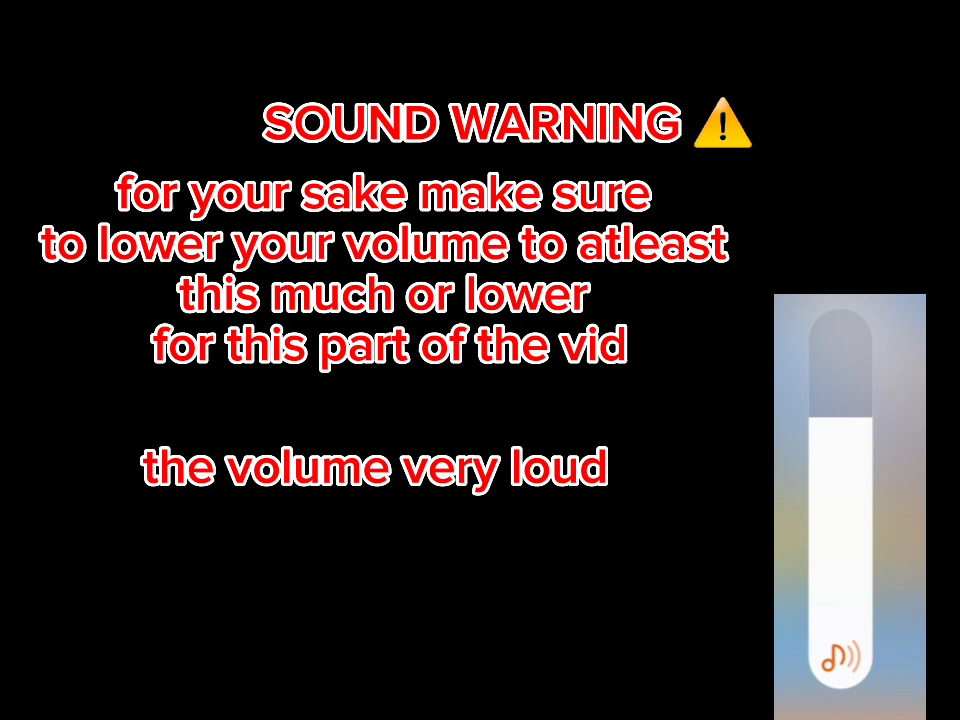 SOUND WARNING ⚠️
for your sake make sure
to lower your volume to atleast
this much or lower
for this part of the vid
the volume very loud